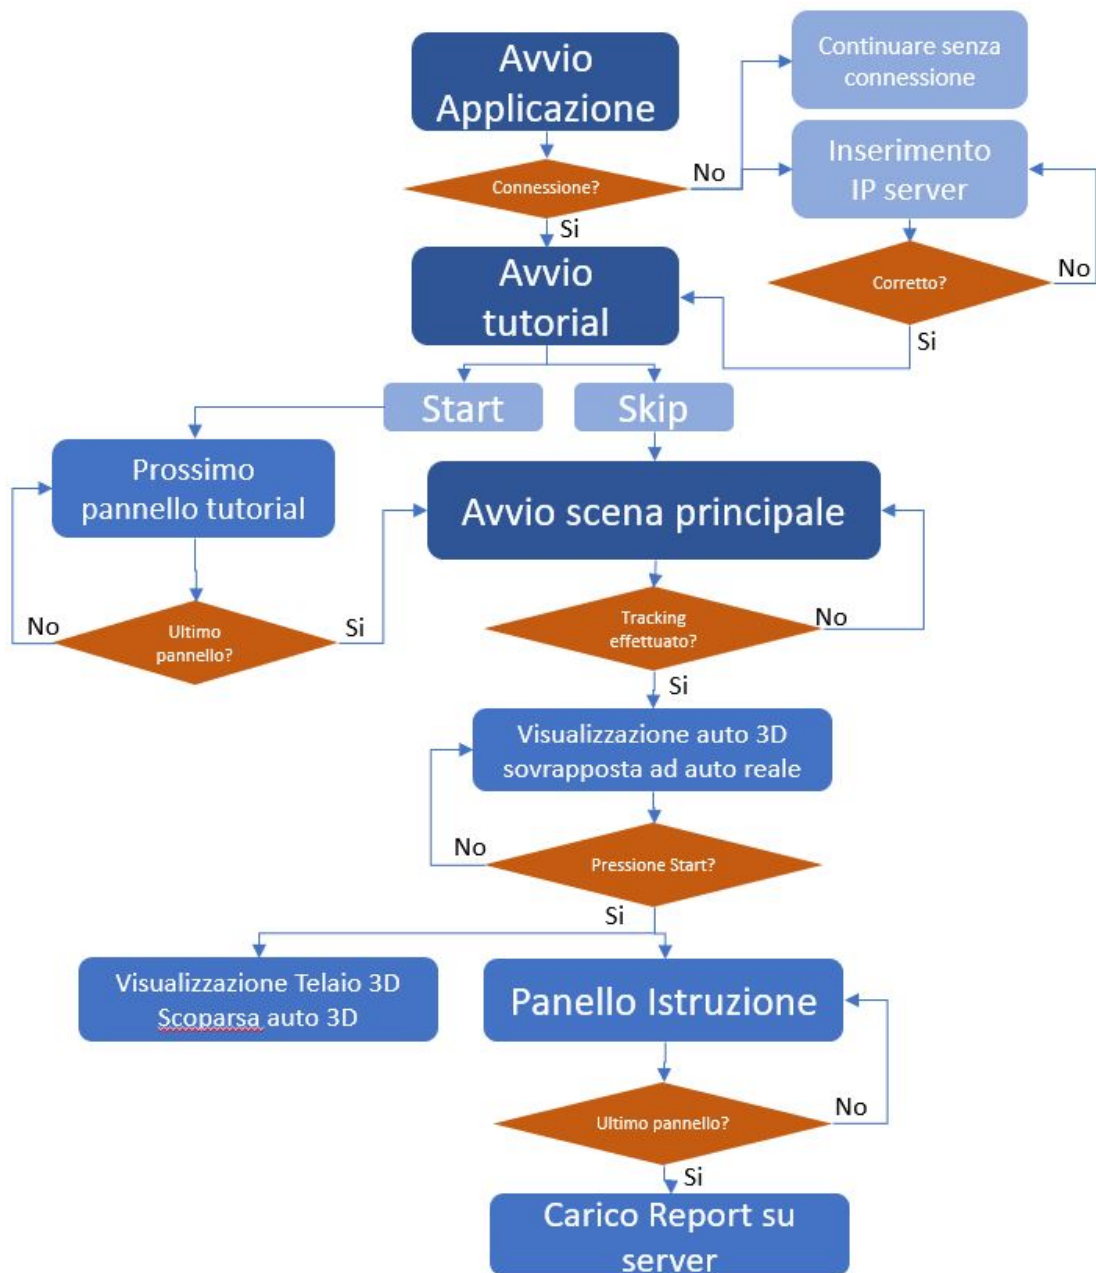 Avvio
Applicazione
Continuare senza
connessione
Connessione?
No
Inserimento
IP server
Si
Avvio
tutorial
Corretto?
No
Si
Start
Skip
Prossimo
pannello tutorial
Avvio scena principale
No
Ultimo
pannello?
Si
Tracking
effettuato?
No
Si
Visualizzazione auto 3D
sovrapposta ad auto reale
No
Pressione Start?
Si
Visualizzazione Telaio 3D
Scoparsa auto 3D
Panello Istruzione
Ultimo pannello?
No
Si
Carico Report su
server